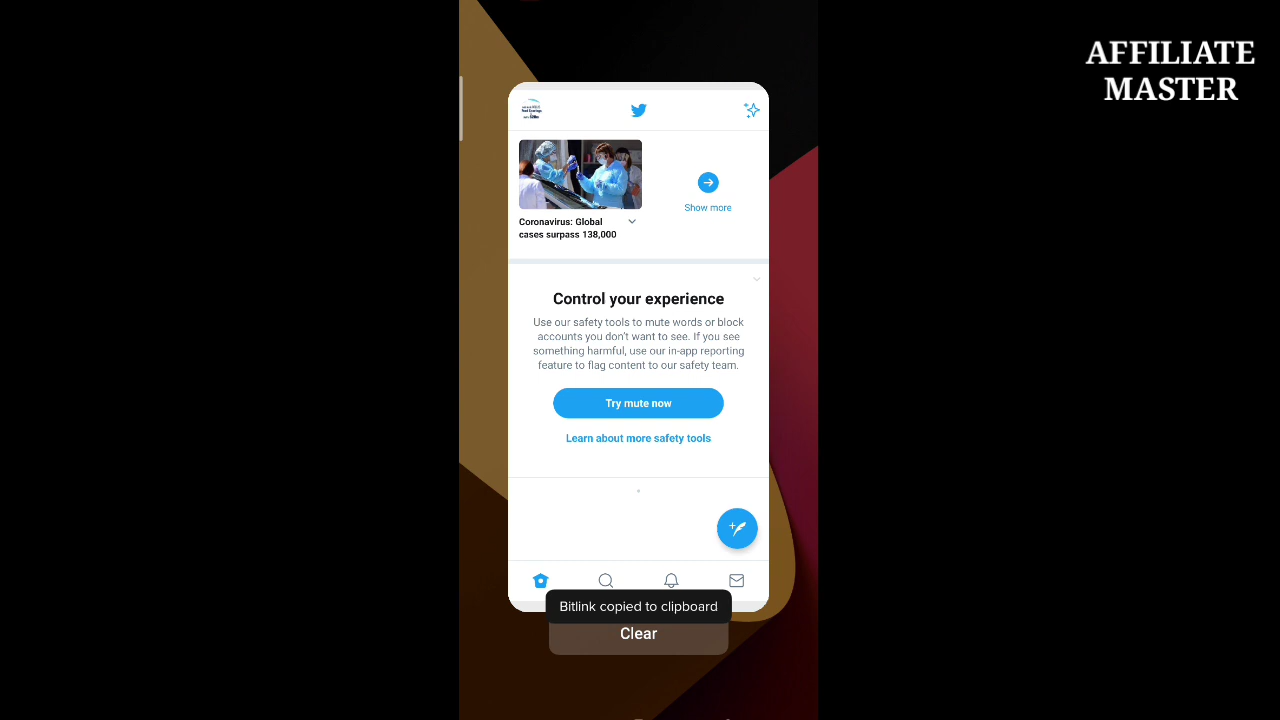 AFFILIATE
MASTER
Coronavirus: Global
cases surpass 138,000
Show more
Control your experience
Use our safety tools to mute words or block
accounts you don't want to see. If you see
something harmful, use our in-app reporting
feature to flag content to our safety team.
Try mute now
Learn about more safety tools
Bitlink copied to clipboard
Clear